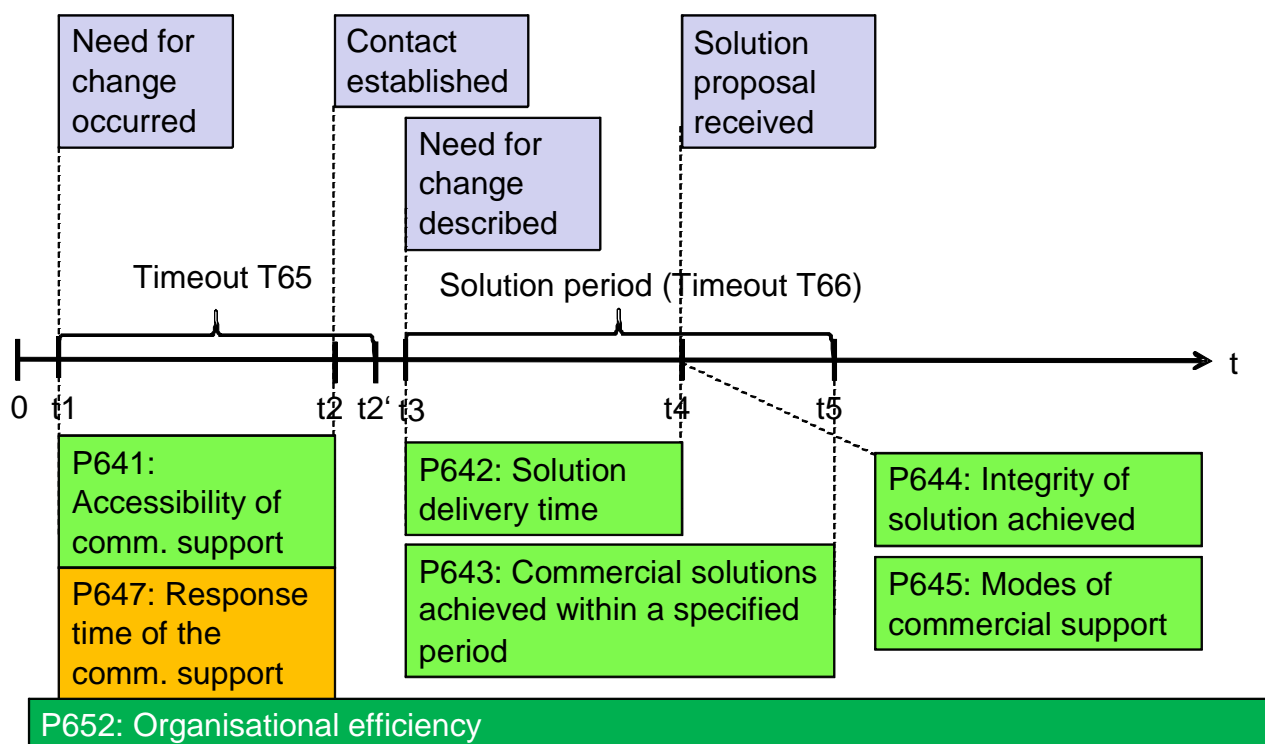 Need for
change
occurred
Contact
established
Solution
proposal
received
Need for
change
described
Timeout T65
Solution period (Timeout T66)
t
0
t1
t2
t2‘
t3
t4
t5
P641:
Accessibility of
comm. support
P642: Solution
delivery time
P644: Integrity of
solution achieved
P647: Response
time of the
comm. support
P643: Commercial solutions
achieved within a specified
period
P645: Modes of
commercial support
P652: Organisational efficiency